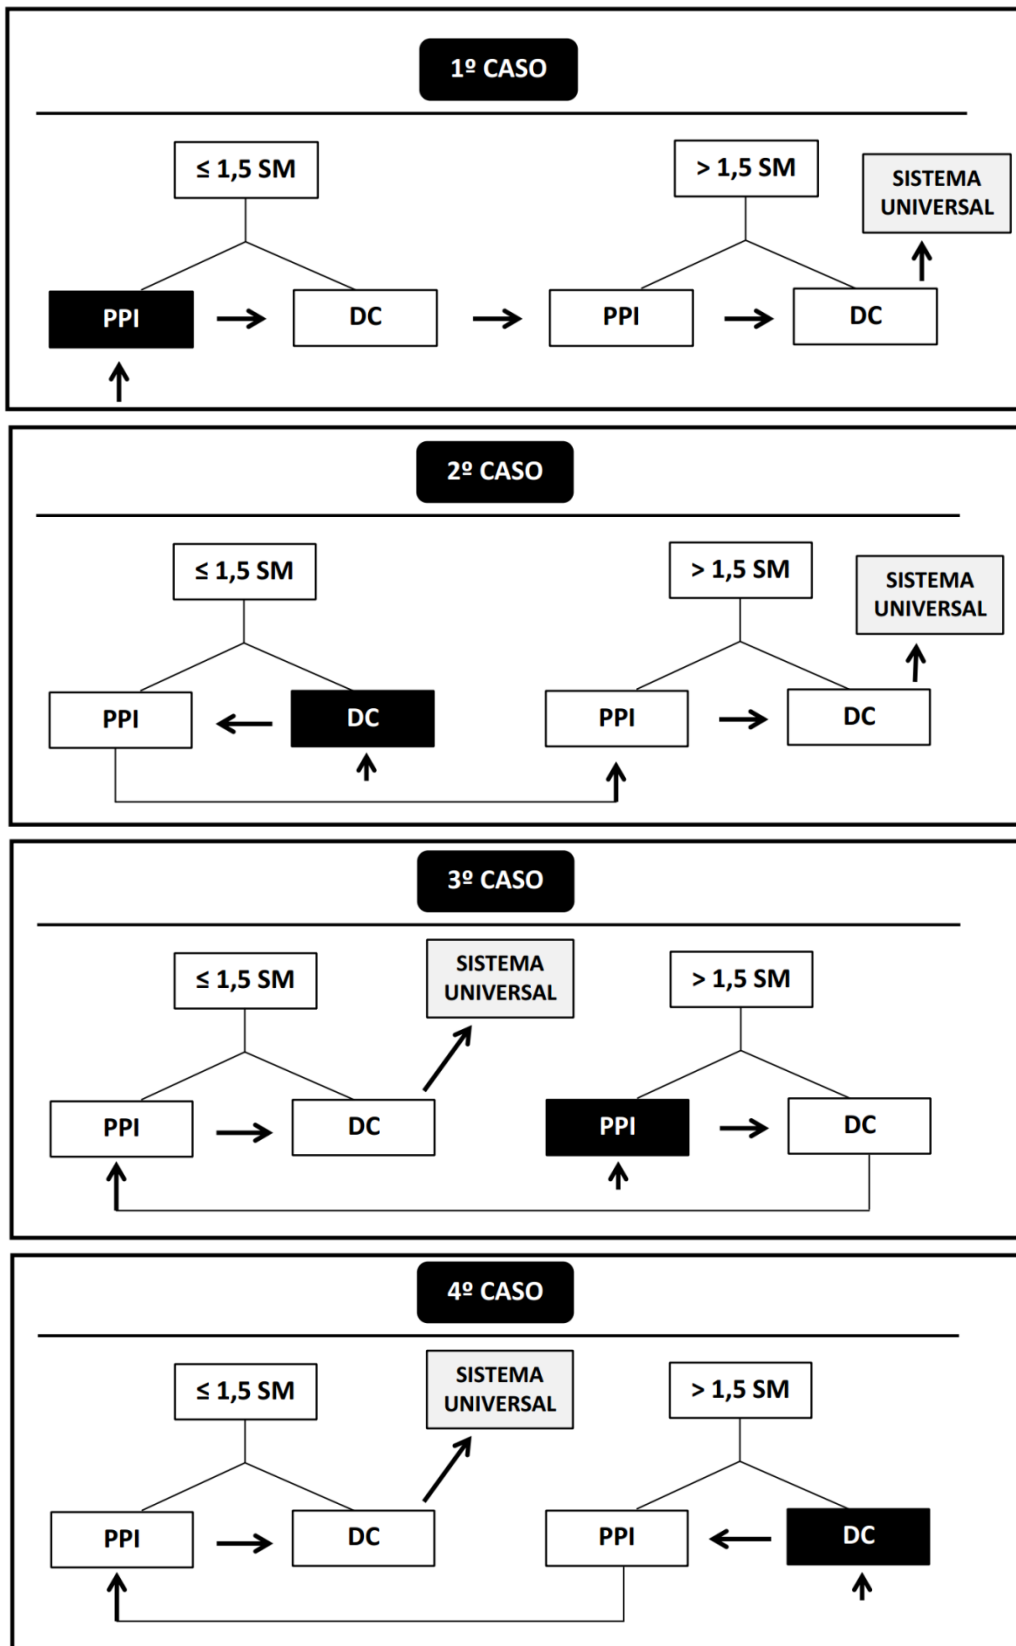 1º CASO
≤ 1,5 SM
> 1,5 SM
SISTEMA
UNIVERSAL
PPI
DC
PPI
DC
2º CASO
≤ 1,5 SM
> 1,5 SM
SISTEMA
UNIVERSAL
PPI
DC
PPI
DC
3º CASO
≤ 1,5 SM
SISTEMA
UNIVERSAL
> 1,5 SM
PPI
DC
PPI
DC
4º CASO
≤ 1,5 SM
SISTEMA
UNIVERSAL
> 1,5 SM
PPI
DC
PPI
DC